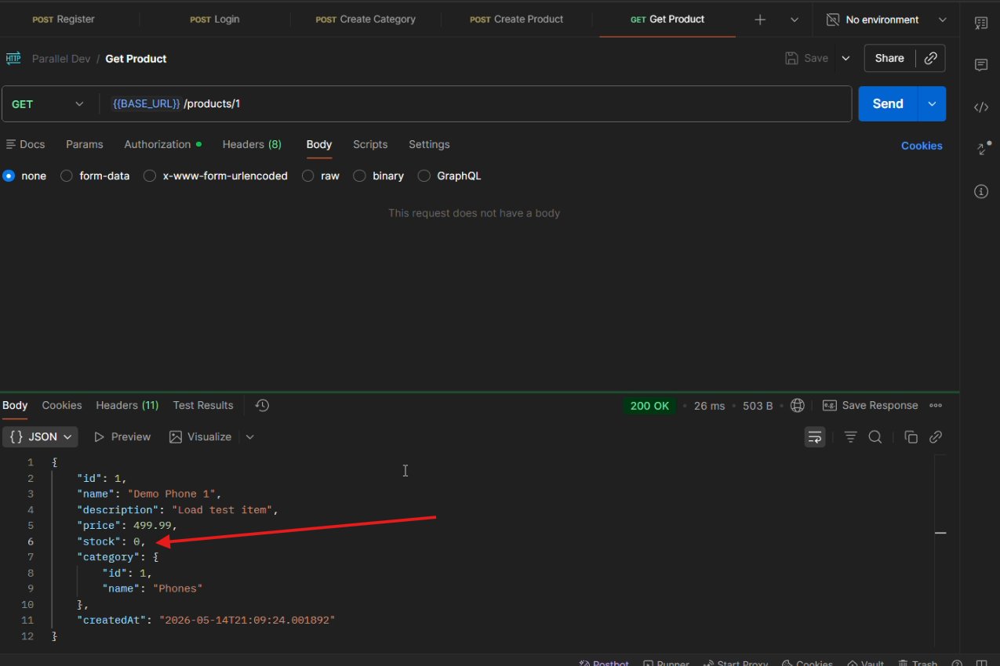 POST Register POST Login POST Create Category POST Create Product GET Get Product No environment
HTTP Parallel Dev / Get Product Save Share
GET {{BASE_URL}} /products/1 Send
Docs Params Authorization Headers (8) Body Scripts Settings Cookies
none form-data x-www-form-urlencoded raw binary GraphQL
This request does not have a body
Body Cookies Headers (11) Test Results 200 OK 26 ms 503 B e.g. Save Response
{} JSON Preview Visualize
1 {
2 "id": 1,
3 "name": "Demo Phone 1",
4 "description": "Load test item",
5 "price": 499.99,
6 "stock": 0,
7 "category": {
8 "id": 1,
9 "name": "Phones"
10 },
11 "createdAt": "2026-05-14T21:09:24.001892"
12 }
Postbot Runner Start Proxy Cookies Vault Trash